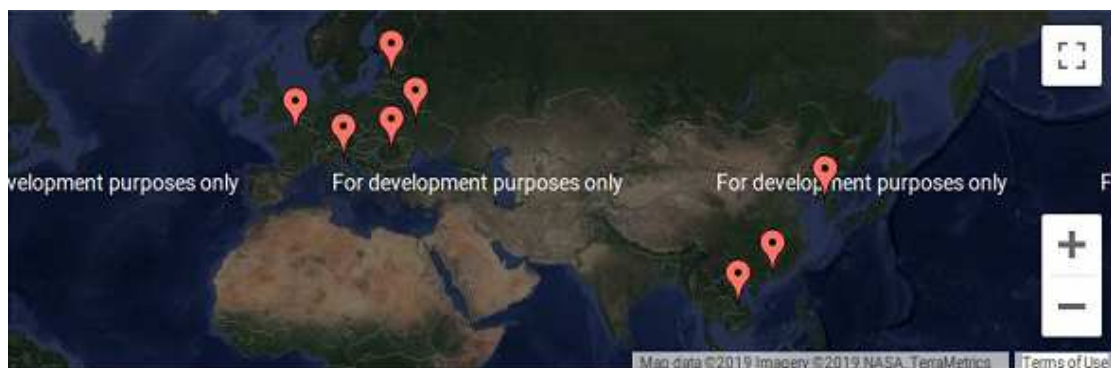 velopment purposes only
For development purposes only
For development purposes only
F
+
−
Map data ©2019 Imagery ©2019 NASA, TerraMetrics
Terms of Use